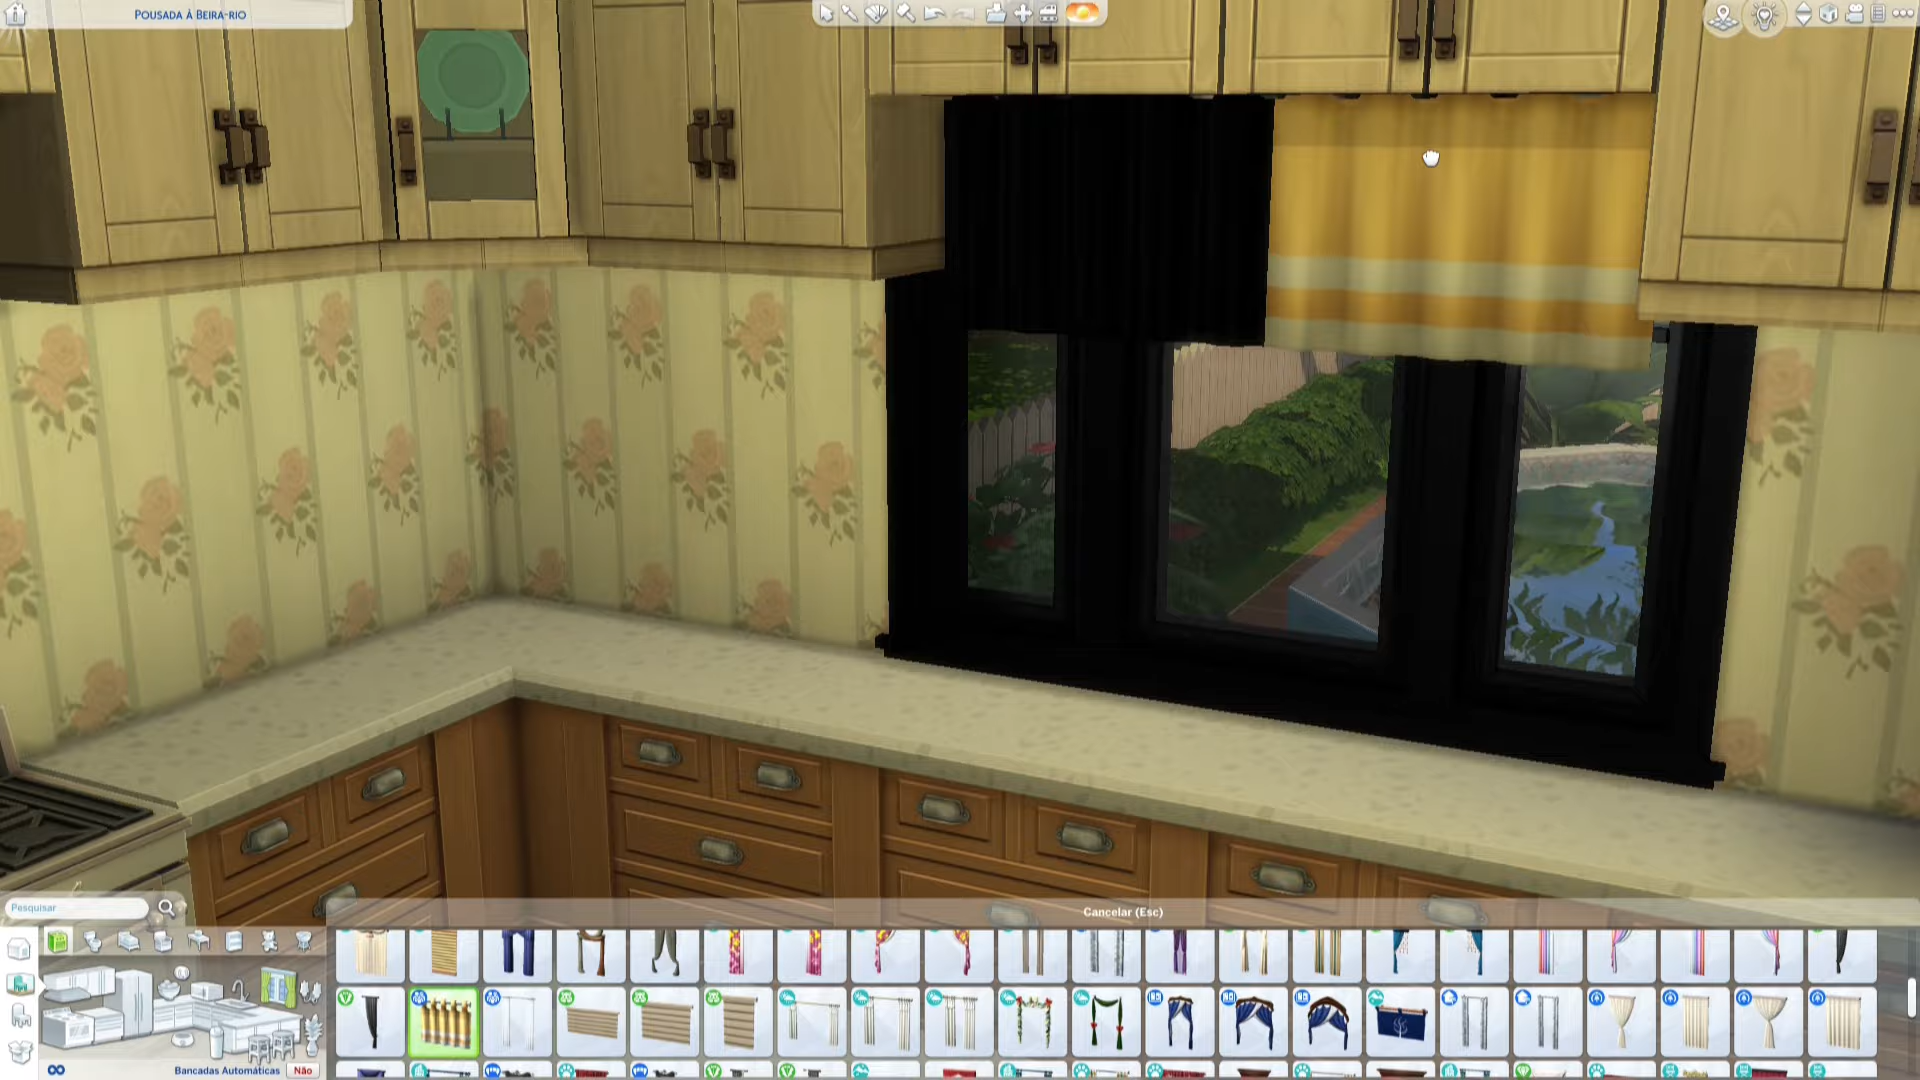 POUSADA À BEIRA-RIO
Pesquisar
Cancelar (Esc)
Bancadas Automáticas Não